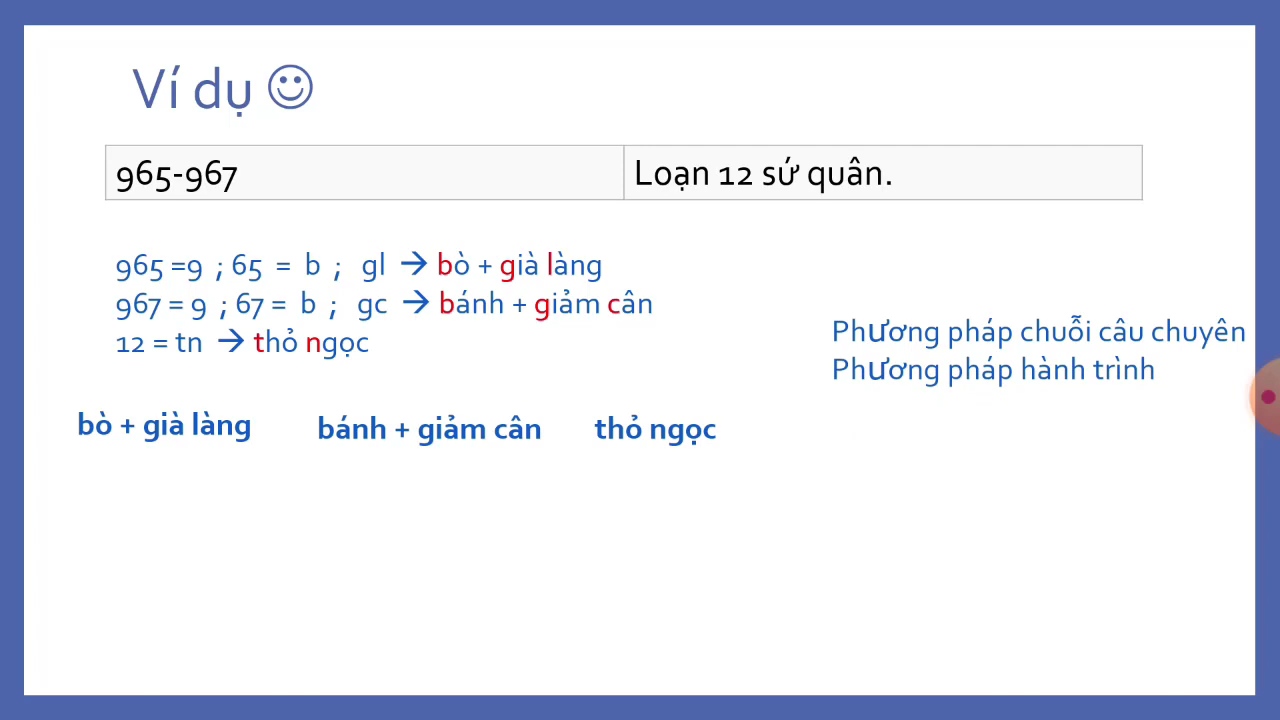 Ví dụ ☺
965-967 Loạn 12 sứ quân.
965 =9 ; 65 = b ; gl → bò + già làng
967 = 9 ; 67 = b ; gc → bánh + giảm cân
12 = tn → thỏ ngọc
Phương pháp chuỗi câu chuyên
Phương pháp hành trình
bò + già làng bánh + giảm cân thỏ ngọc